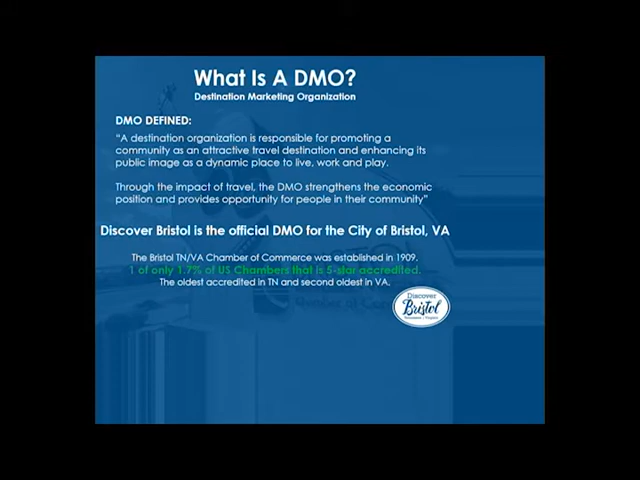 What Is A DMO?
Destination Marketing Organization
DMO DEFINED:
“A destination organization is responsible for promoting a
community as an attractive travel destination and enhancing its
public image as a dynamic place to live, work and play.
Through the impact of travel, the DMO strengthens the economic
position and provides opportunity for people in their community”
Discover Bristol is the official DMO for the City of Bristol, VA
The Bristol TN/VA Chamber of Commerce was established in 1909.
1 of only 1.7% of US Chambers that is 5-star accredited.
The oldest accredited in TN and second oldest in VA.
Discover
Bristol